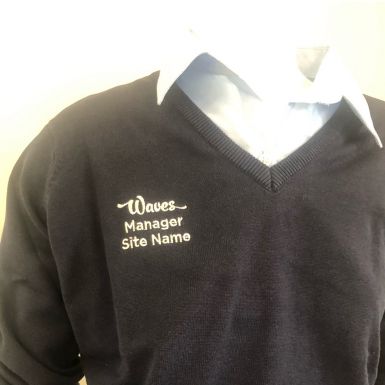 Waves
Manager
Site Name